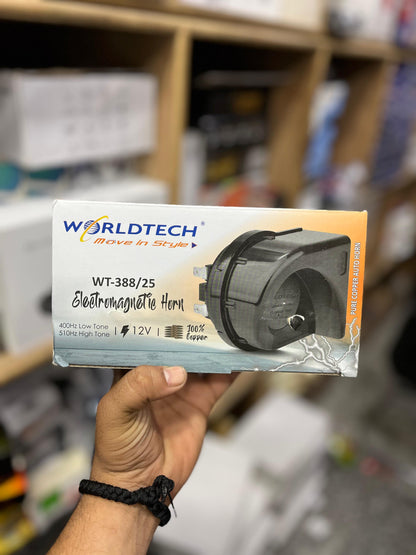 WORLDTECH®
Move In Style
WT-388/25
Electromagnetic Horn
400Hz Low Tone
510Hz High Tone
12V
100%
Copper
PURE COPPER AUTO HORN